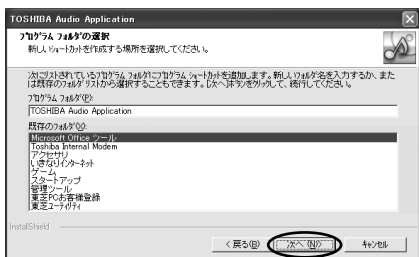 TOSHIBA Audio Application
プログラム フォルダの選択
新しいショートカットを作成する場所を選択してください。
次にリストされているプログラム フォルダにプログラム ショートカットを追加します。新しいフォルダ名を入力するか、また
は既存のフォルダリストから選択することもできます。[次へ]ボタンをクリックして、続行してください。
プログラム フォルダ(P):
TOSHIBA Audio Application
既存のフォルダ(X):
Microsoft Office ツール
Toshiba Internal Modem
アクセサリ
いきなりインターネット
ゲーム
スタートアップ
管理ツール
東芝PCお客様登録
東芝ユーティリティ
InstallShield
< 戻る(B)
次へ (N)>
キャンセル